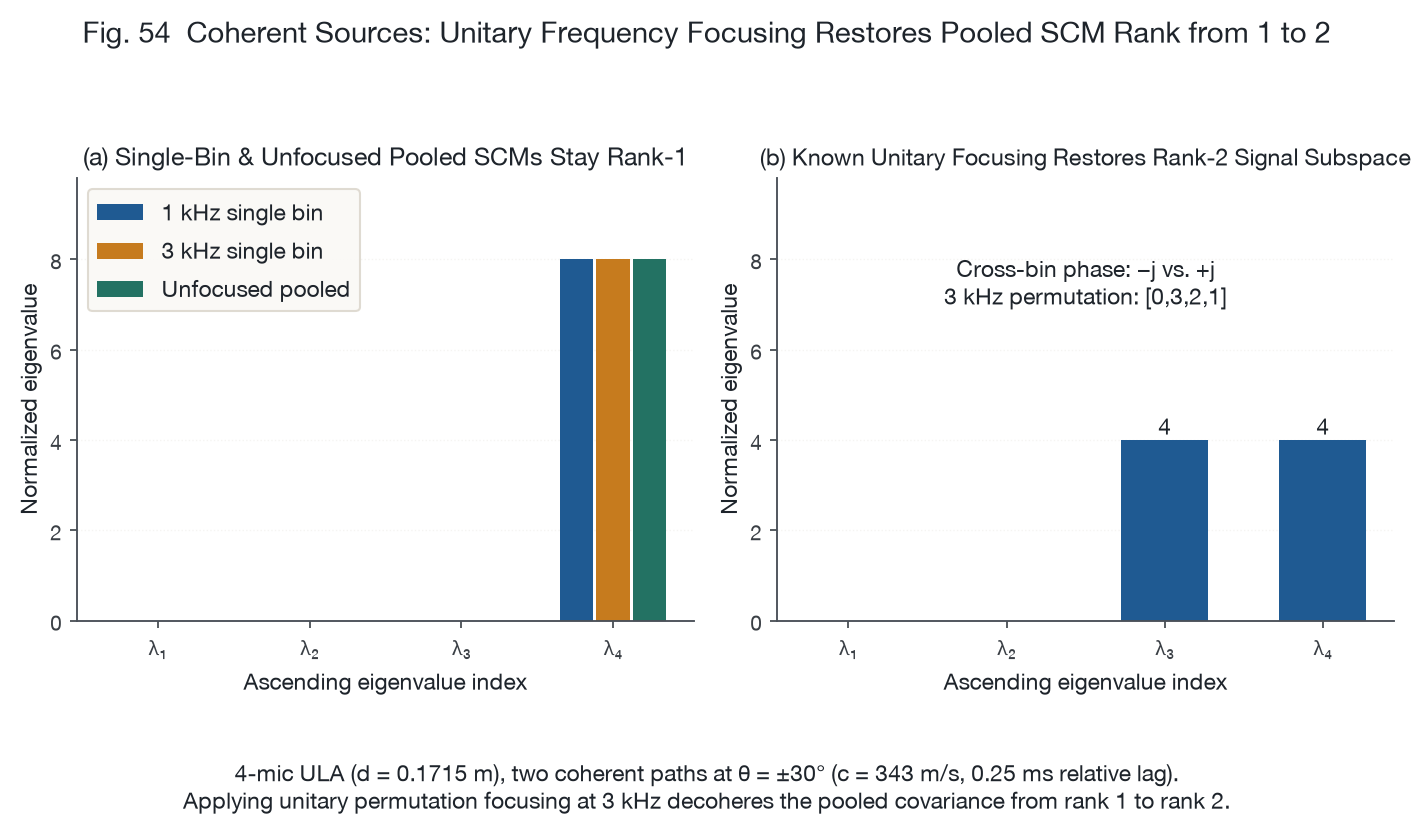 Fig. 54  Coherent Sources: Unitary Frequency Focusing Restores Pooled SCM Rank from 1 to 2
(a) Single-Bin & Unfocused Pooled SCMs Stay Rank-1
1 kHz single bin
3 kHz single bin
Unfocused pooled
Normalized eigenvalue
8
6
4
2
0
λ₁
λ₂
λ₃
λ₄
Ascending eigenvalue index
(b) Known Unitary Focusing Restores Rank-2 Signal Subspace
Cross-bin phase: –j vs. +j
3 kHz permutation: [0,3,2,1]
Normalized eigenvalue
8
6
4
2
0
4
4
λ₁
λ₂
λ₃
λ₄
Ascending eigenvalue index
4-mic ULA (d = 0.1715 m), two coherent paths at θ = ±30° (c = 343 m/s, 0.25 ms relative lag).
Applying unitary permutation focusing at 3 kHz decoheres the pooled covariance from rank 1 to rank 2.